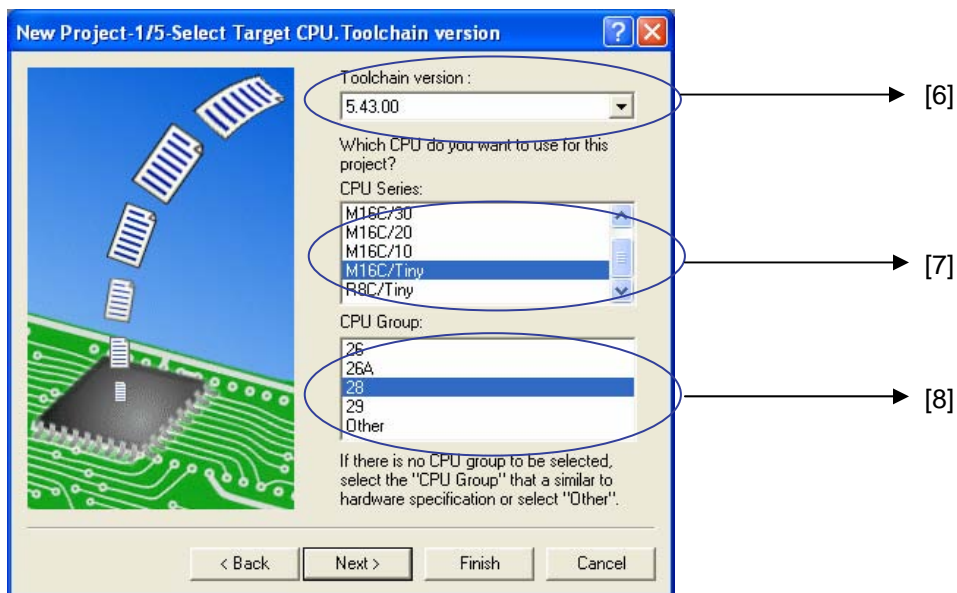 New Project-1/5-Select Target CPU.Toolchain version
Toolchain version :
5.43.00
[6]
Which CPU do you want to use for this
project?
CPU Series:
M16C/30
M16C/20
M16C/10
M16C/Tiny
R8C/Tiny
[7]
CPU Group:
26
26A
28
29
Other
[8]
If there is no CPU group to be selected,
select the "CPU Group" that a similar to
hardware specification or select "Other".
< Back
Next >
Finish
Cancel